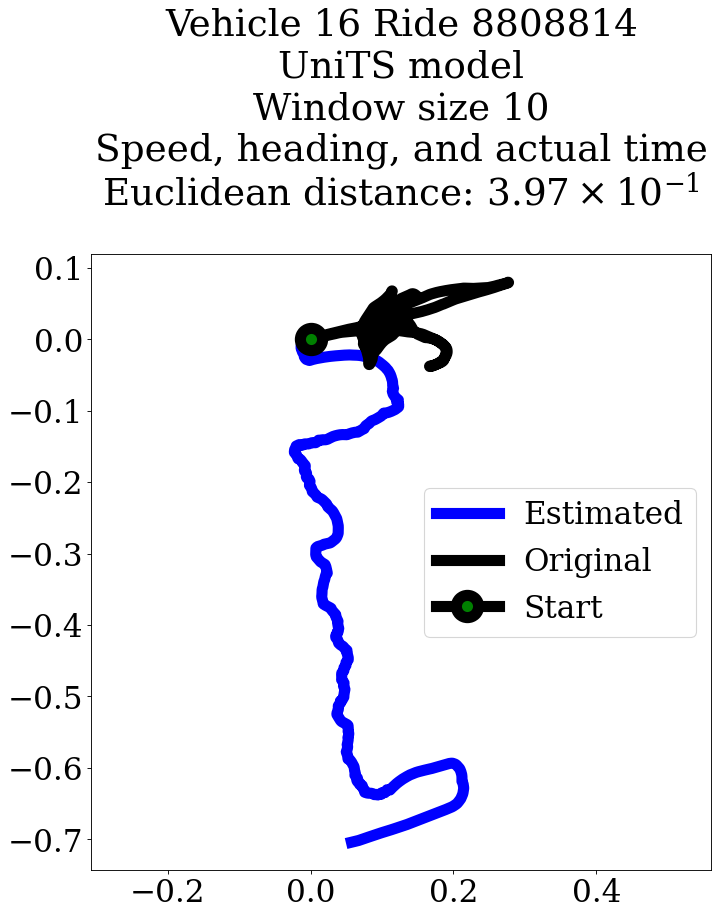 Vehicle 16 Ride 8808814
UniTS model
Window size 10
Speed, heading, and actual time
Euclidean distance: 3.97 × 10⁻¹
0.1
0.0
−0.1
−0.2
−0.3
−0.4
−0.5
−0.6
−0.7
Estimated
Original
Start
−0.2 0.0 0.2 0.4